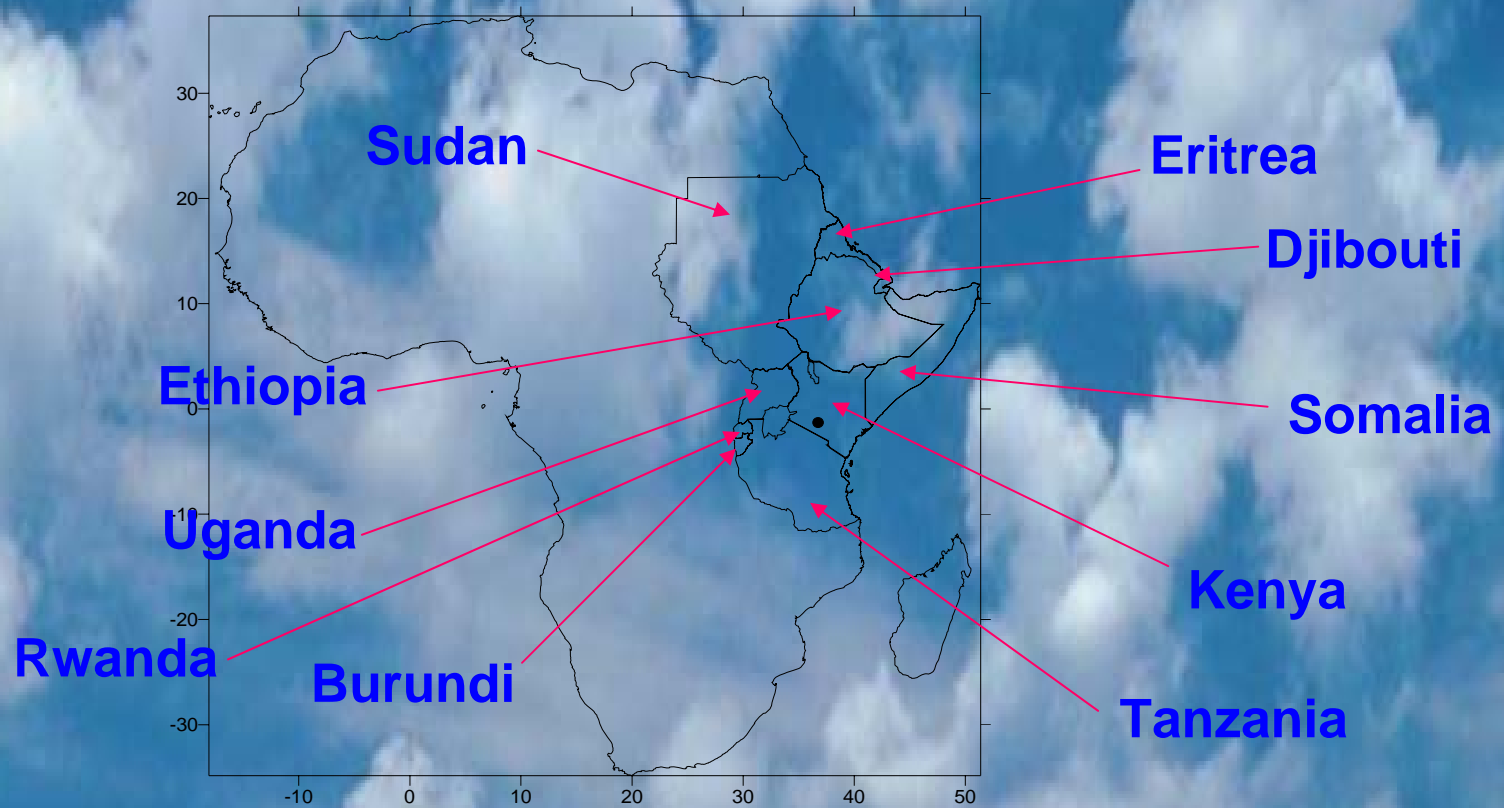 30
Sudan
Eritrea
20
Djibouti
10
Ethiopia
0
Somalia
-10
Uganda
Kenya
-20
Rwanda
Burundi
-30
Tanzania
-10 0 10 20 30 40 50